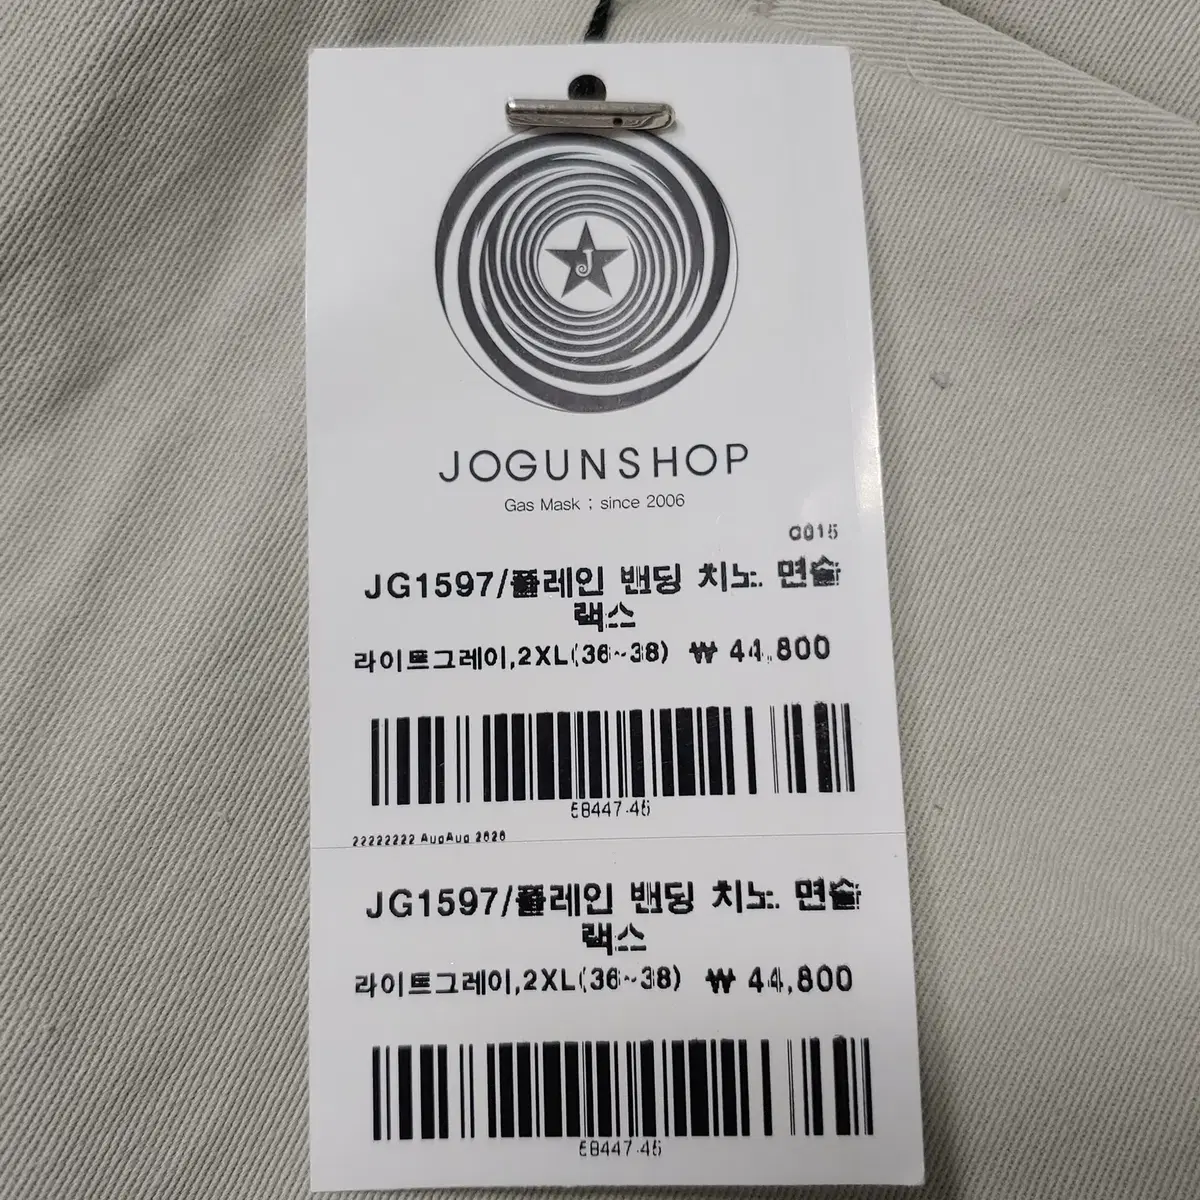 J
JOGUNSHOP
Gas Mask ; since 2006
0015
JG1597/플레인 밴딩 치노 면슬
랙스
라이트그레이,2XL(36~38) ₩ 44,800
JG1597/플레인 밴딩 치노 면슬
랙스
라이트그레이,2XL(36~38) ₩ 44,800